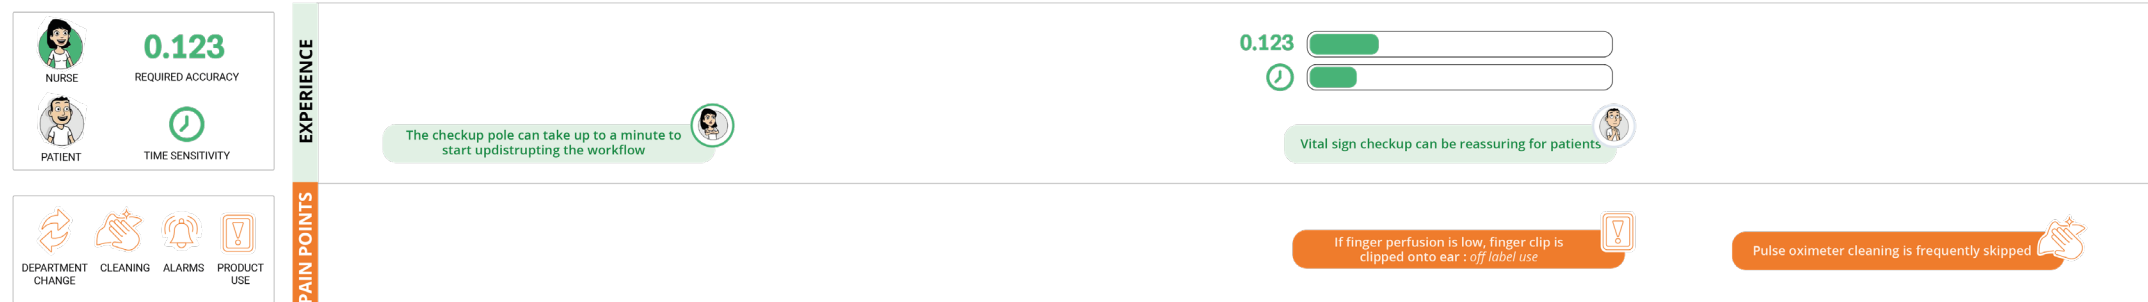 NURSE
0.123
REQUIRED ACCURACY
PATIENT
TIME SENSITIVITY
EXPERIENCE
The checkup pole can take up to a minute to
start updistrupting the workflow
0.123
Vital sign checkup can be reassuring for patients
DEPARTMENT
CHANGE
CLEANING
ALARMS
PRODUCT
USE
PAIN POINTS
If finger perfusion is low, finger clip is
clipped onto ear : off label use
Pulse oximeter cleaning is frequently skipped